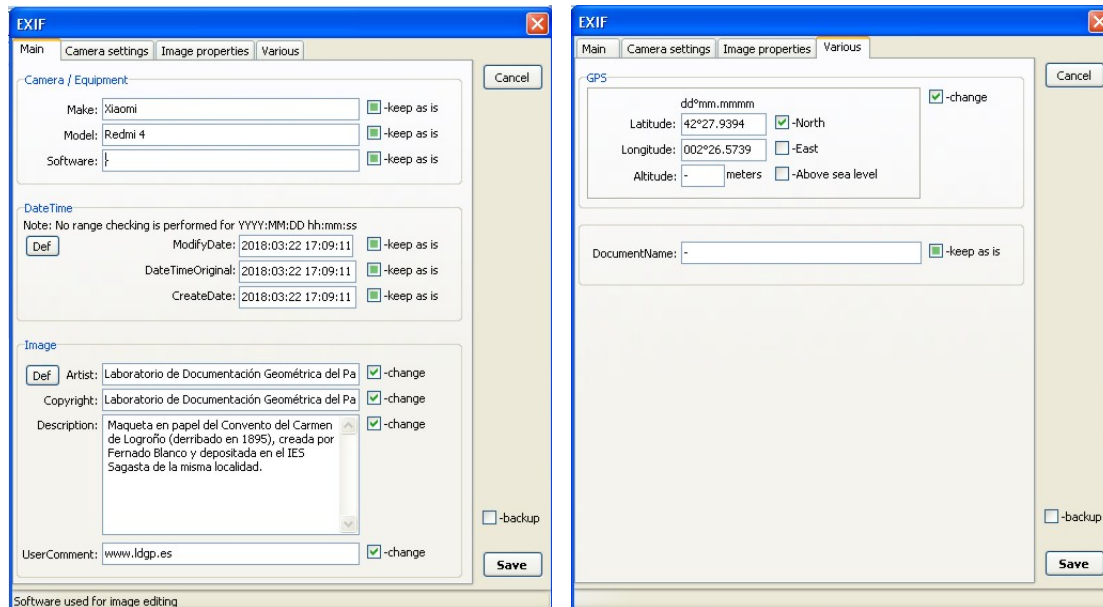 EXIF
Main Camera settings Image properties Various
Camera / Equipment
Make: Xiaomi -keep as is
Model: Redmi 4 -keep as is
Software: } -keep as is
Cancel
DateTime
Note: No range checking is performed for YYYY:MM:DD hh:mm:ss
Def ModifyDate: 2018:03:22 17:09:11 -keep as is
DateTimeOriginal: 2018:03:22 17:09:11 -keep as is
CreateDate: 2018:03:22 17:09:11 -keep as is
Image
Def Artist: Laboratorio de Documentación Geométrica del Pa -change
Copyright: Laboratorio de Documentación Geométrica del Pa -change
Description: Maqueta en papel del Convento del Carmen -change
de Logroño (derribado en 1895), creada por
Fernado Blanco y depositada en el IES
Sagasta de la misma localidad.
-backup
UserComment: www.ldgp.es -change
Save
Software used for image editing
EXIF
Main Camera settings Image properties Various
GPS
Cancel
dd°mm.mmmm -change
Latitude: 42°27.9394 -North
Longitude: 002°26.5739 -East
Altitude: - meters -Above sea level
DocumentName: - -keep as is
-backup
Save